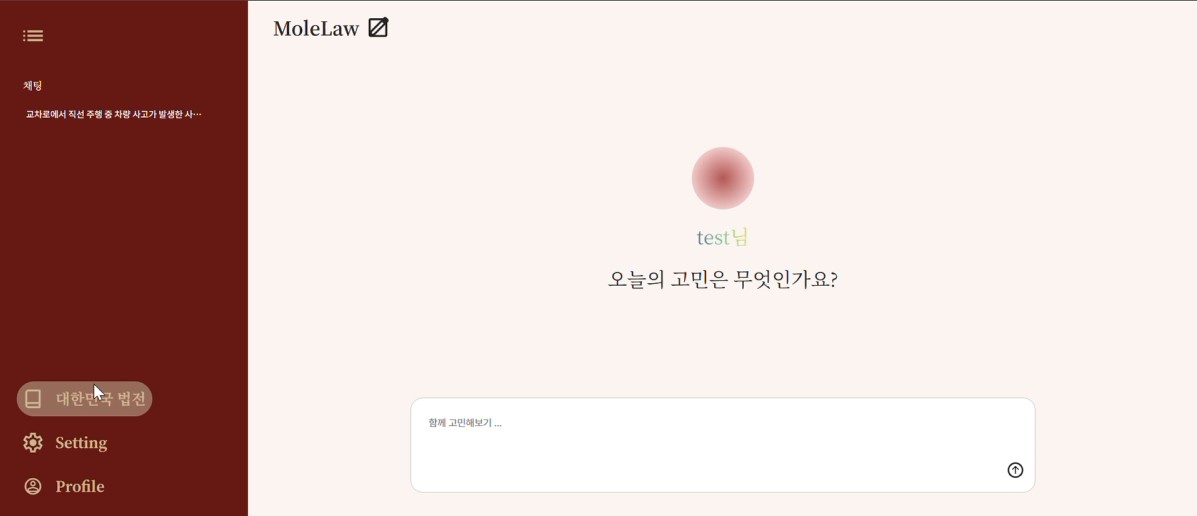 MoleLaw
채팅
교차로에서 직선 주행 중 차량 사고가 발생한 사…
test님
오늘의 고민은 무엇인가요?
함께 고민해보기 ...
대한민국 법전
Setting
Profile